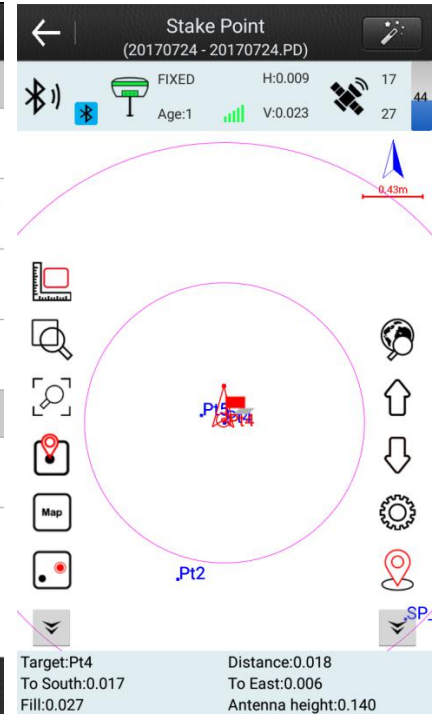 Stake Point
(20170724 - 20170724.PD)
FIXED H:0.009 17
Age:1 V:0.023 27
44
0.43m
Pt5
Pt4
Map
Pt2
SP_
Target:Pt4 Distance:0.018
To South:0.017 To East:0.006
Fill:0.027 Antenna height:0.140